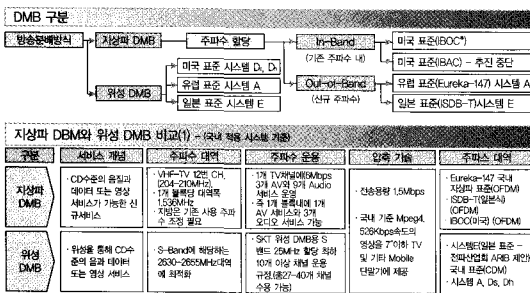 DMB 구분
방송분배방식
지상파 DMB
주파수 할당
In-Band
(기존 주파수 내)
미국 표준(IBOC*)
미국 표준(IBAC) - 추진 중단
Out-of-Band
(신규 주파수)
유럽 표준(Eureka-147) 시스템 A
일본 표준(ISDB-T)시스템 E
위성 DMB
미국 표준 시스템 Ds, Dh
유럽 표준 시스템 A
일본 표준 시스템 E
지상파 DBM와 위성 DMB 비교(1) - (국내 적용 시스템 기준)
구분
서비스 개념
주파수 대역
주파수 운용
압축 기술
주파스 대역
지상파
DMB
· CD수준의 음질과
데이터 또는 영상
서비스가 가능한 신
규서비스
· VHF-TV 12번 CH.
(204-210MHz),
· 1개 블록당 대역폭
1.536MHz
· 지방은 기존 사용 주파
수 조정 필요
· 1개 TV채널에(6Mbps
3개 AV와 9개 Audio
서비스 운영
· 즉 1개 블록내에 1개
AV 서비스와 3개
오디오 서비스 가능
· 전송용량 1.5Mbps
· 국내 기준 Mpeg4,
526Kbps속도의
영상을 7"이하 TV
및 기타 Mobile
단말기에 제공
· Eureka-147 국내
지상파 표준(OFDM)
· ISDB-T(일본식)
(OFDM)
IBOC(미국) (OFDM)
위성
DMB
· 위성을 통해 CD수
준의 음과 데이터
또는 영상 서비스
· S-Band에 해당하는
2630-2655MHz대역
에 최적화
· SKT 위성 DMB용 S
밴드 25MHz 할당 최하
10개 이상 채널 운용
규정.(총27-40개 채널
수용 가능)
· 시스템E(일본 표준 -
전파산업회 ARIB 제안)
국내 표준(CDM)
· 시스템 A, Ds, Dh